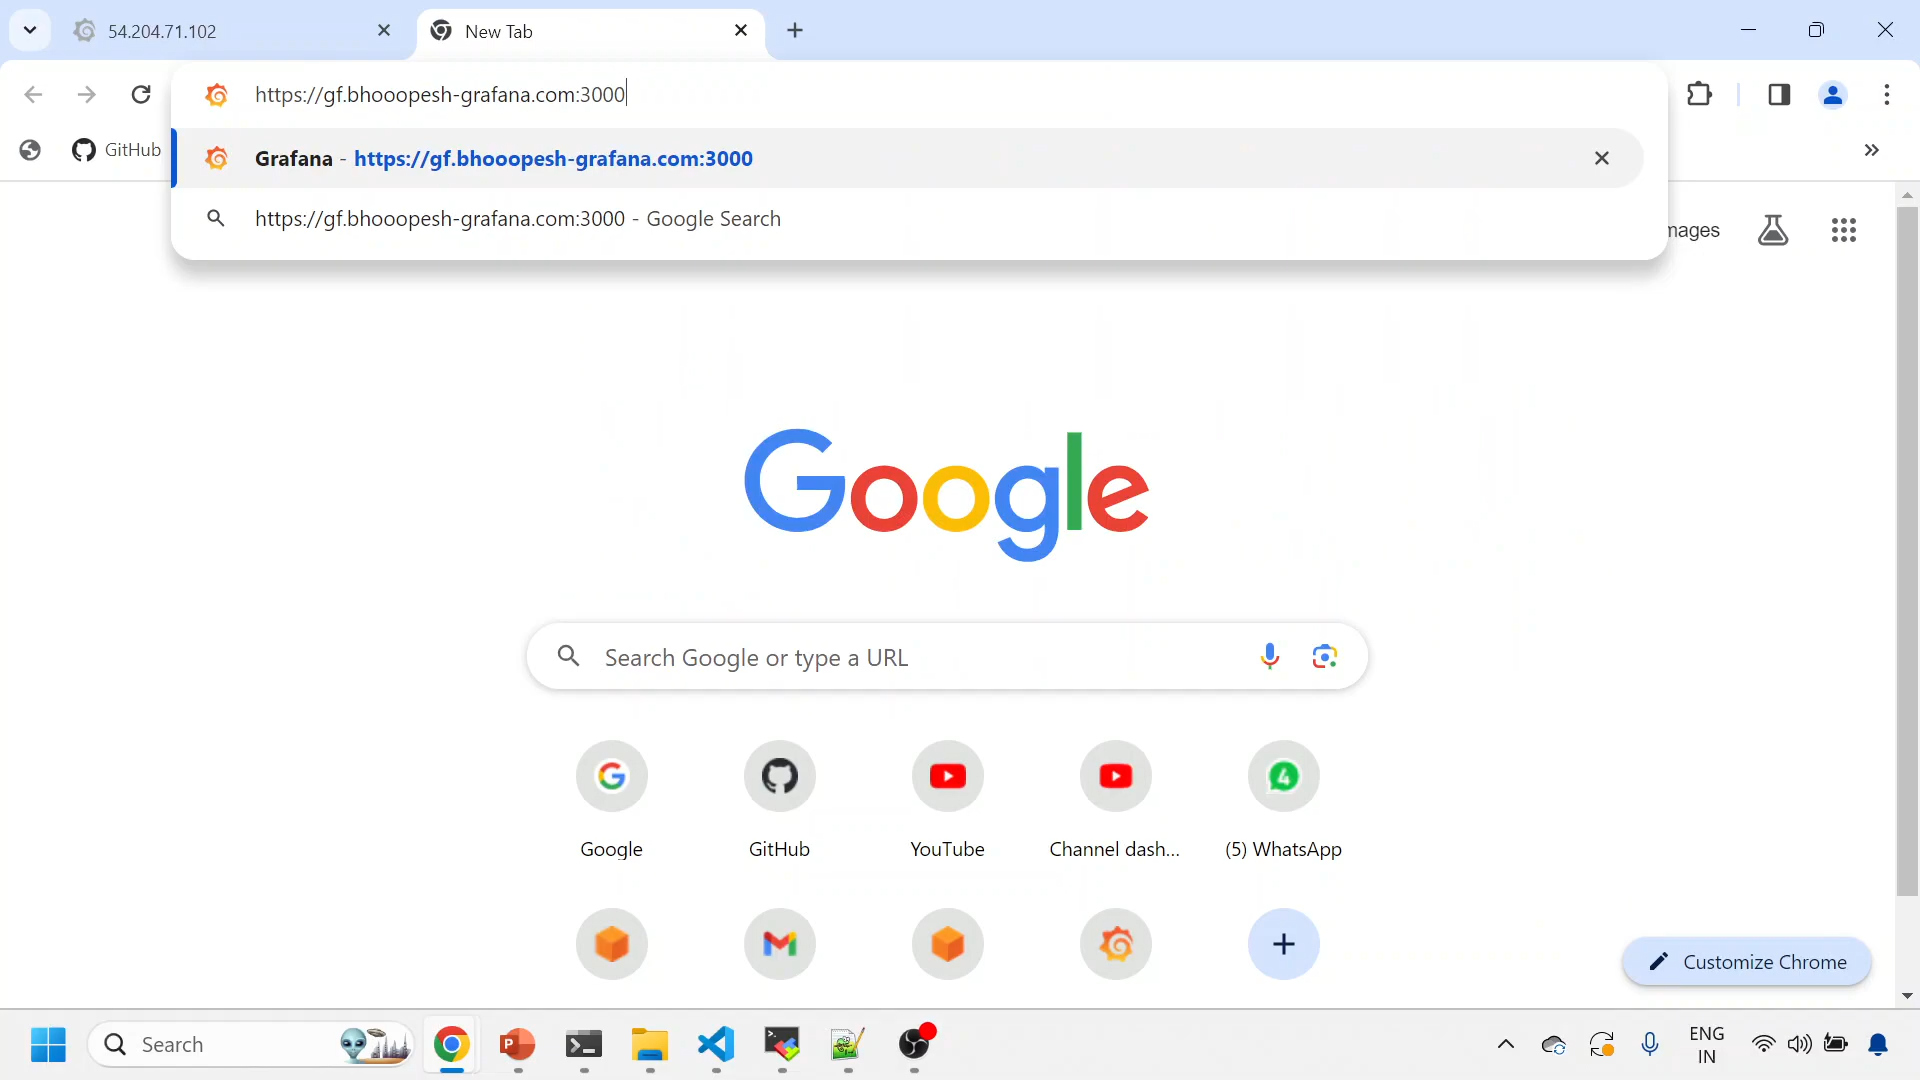 54.204.71.102
New Tab
https://gf.bhooopesh-grafana.com:3000
GitHub
Grafana - https://gf.bhooopesh-grafana.com:3000
https://gf.bhooopesh-grafana.com:3000 - Google Search
mages
Google
Search Google or type a URL
4
Google
GitHub
YouTube
Channel dash...
(5) WhatsApp
Customize Chrome
Search
ENG
IN